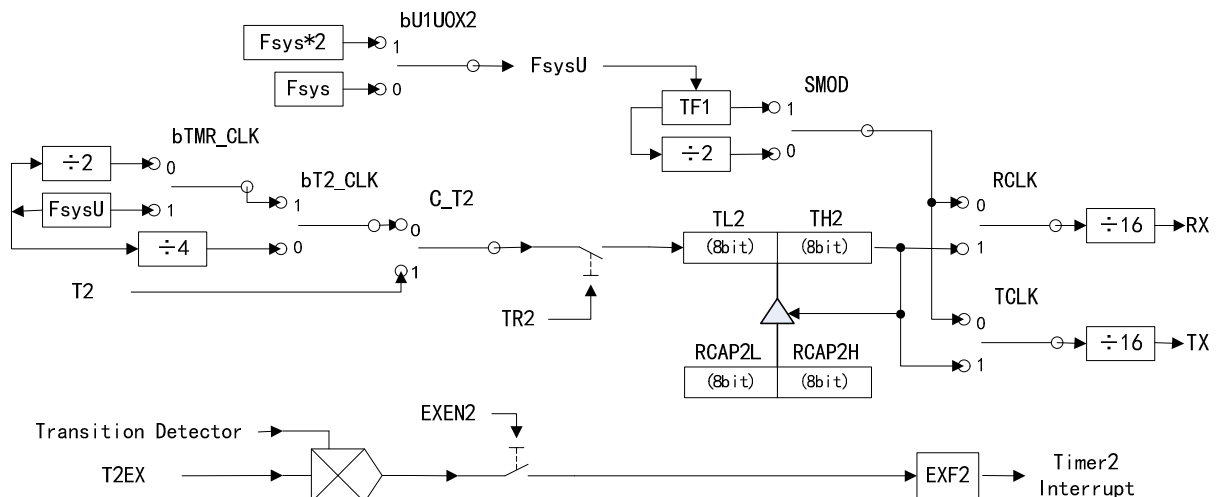 bU1U0X2
Fsys*2
1
FsysU
Fsys
0
SMOD
TF1
1
÷2
0
bTMR_CLK
÷2
0
bT2_CLK
FsysU
1
1
C_T2
÷4
0
0
1
T2
TR2
TL2
TH2
(8bit)
(8bit)
RCLK
0
÷16
RX
1
TCLK
0
÷16
TX
1
RCAP2L
RCAP2H
(8bit)
(8bit)
EXEN2
Transition Detector
T2EX
EXF2
Timer2
Interrupt